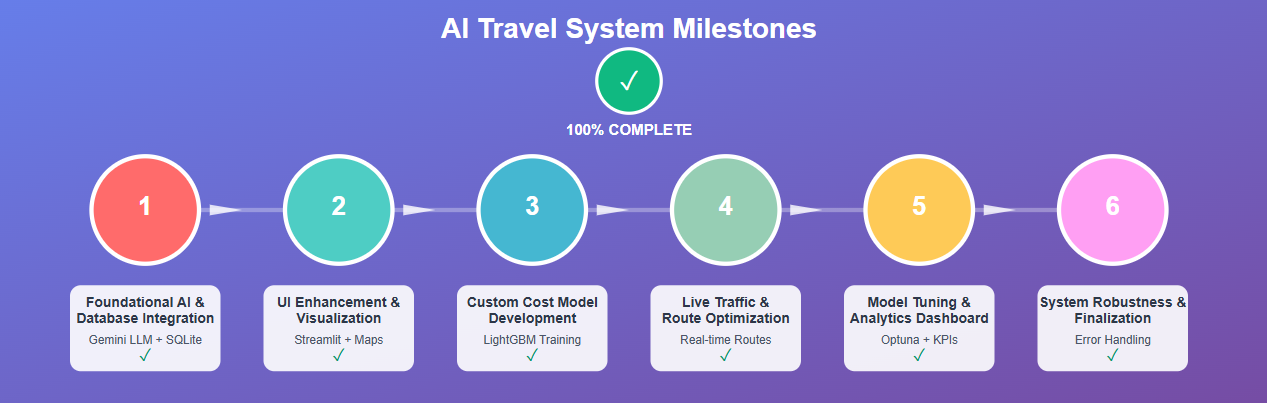 AI Travel System Milestones
✓
100% COMPLETE
1
2
3
4
5
6
Foundational AI &
Database Integration
Gemini LLM + SQLite
✓
UI Enhancement &
Visualization
Streamlit + Maps
✓
Custom Cost Model
Development
LightGBM Training
✓
Live Traffic &
Route Optimization
Real-time Routes
✓
Model Tuning &
Analytics Dashboard
Optuna + KPIs
✓
System Robustness &
Finalization
Error Handling
✓